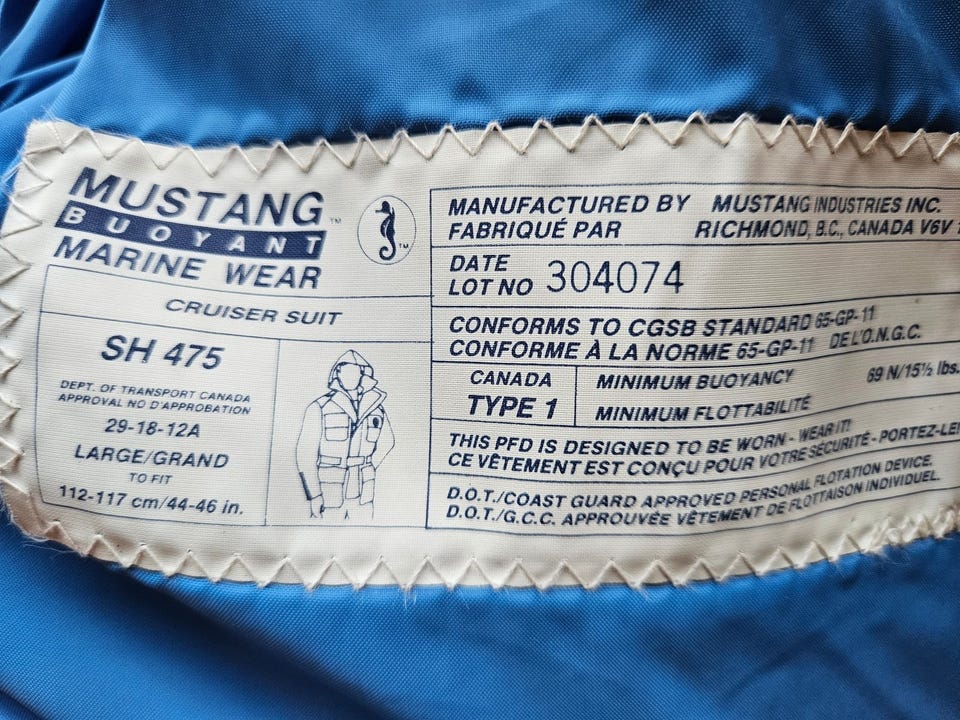 MUSTANG™
BUOYANT
MARINE WEAR
TM
CRUISER SUIT
SH 475
DEPT. OF TRANSPORT CANADA
APPROVAL NO D'APPROBATION
29-18-12A
LARGE/GRAND
TO FIT
112-117 cm/44-46 in.
MANUFACTURED BY MUSTANG INDUSTRIES INC.
FABRIQUÉ PAR RICHMOND, B.C., CANADA V6V
DATE
LOT NO 304074
CONFORMS TO CGSB STANDARD 65-GP-11
CONFORME À LA NORME 65-GP-11 DE L'O.N.G.C.
CANADA
TYPE 1
MINIMUM BUOYANCY 69 N/15½ lbs.
MINIMUM FLOTTABILITÉ
THIS PFD IS DESIGNED TO BE WORN - WEAR IT!
CE VÊTEMENT EST CONÇU POUR VOTRE SÉCURITÉ - PORTEZ-LE
D.O.T./COAST GUARD APPROVED PERSONAL FLOTATION DEVICE.
D.O.T./G.C.C. APPROUVÉE VÊTEMENT DE FLOTTAISON INDIVIDUEL.